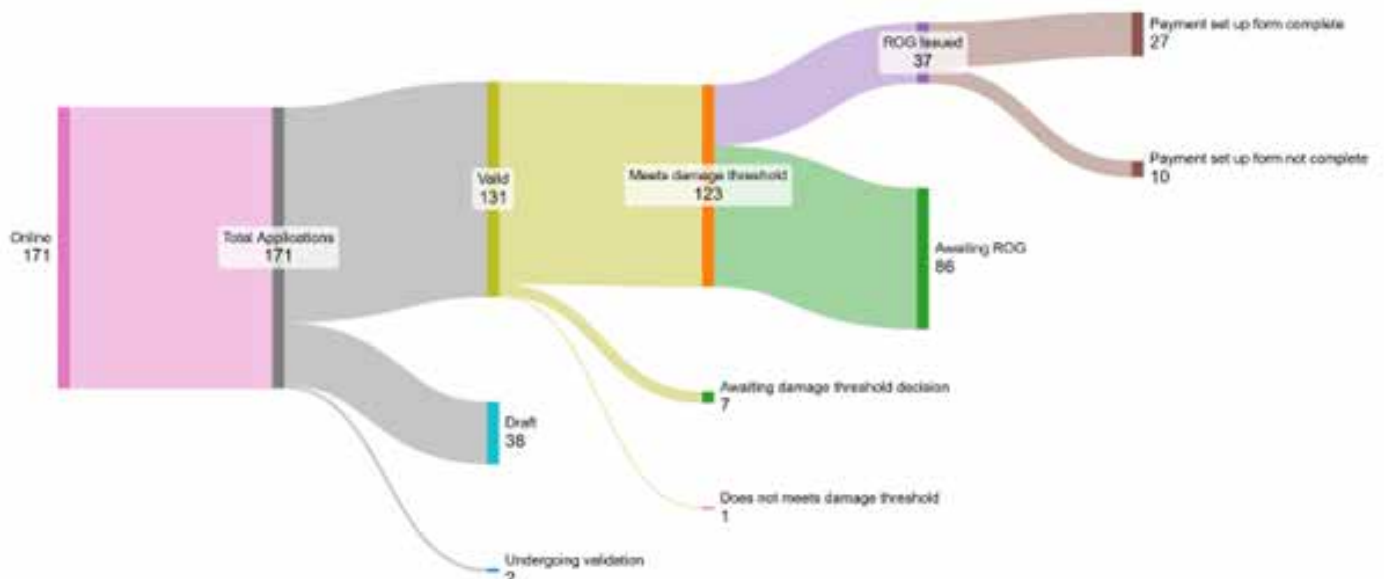 Online
171
Total Applications
171
Valid
131
Draft
38
Undergoing validation
2
Meets damage threshold
123
Awaiting damage threshold decision
7
Does not meets damage threshold
1
ROG Issued
37
Awaiting ROG
86
Payment set up form complete
27
Payment set up form not complete
10